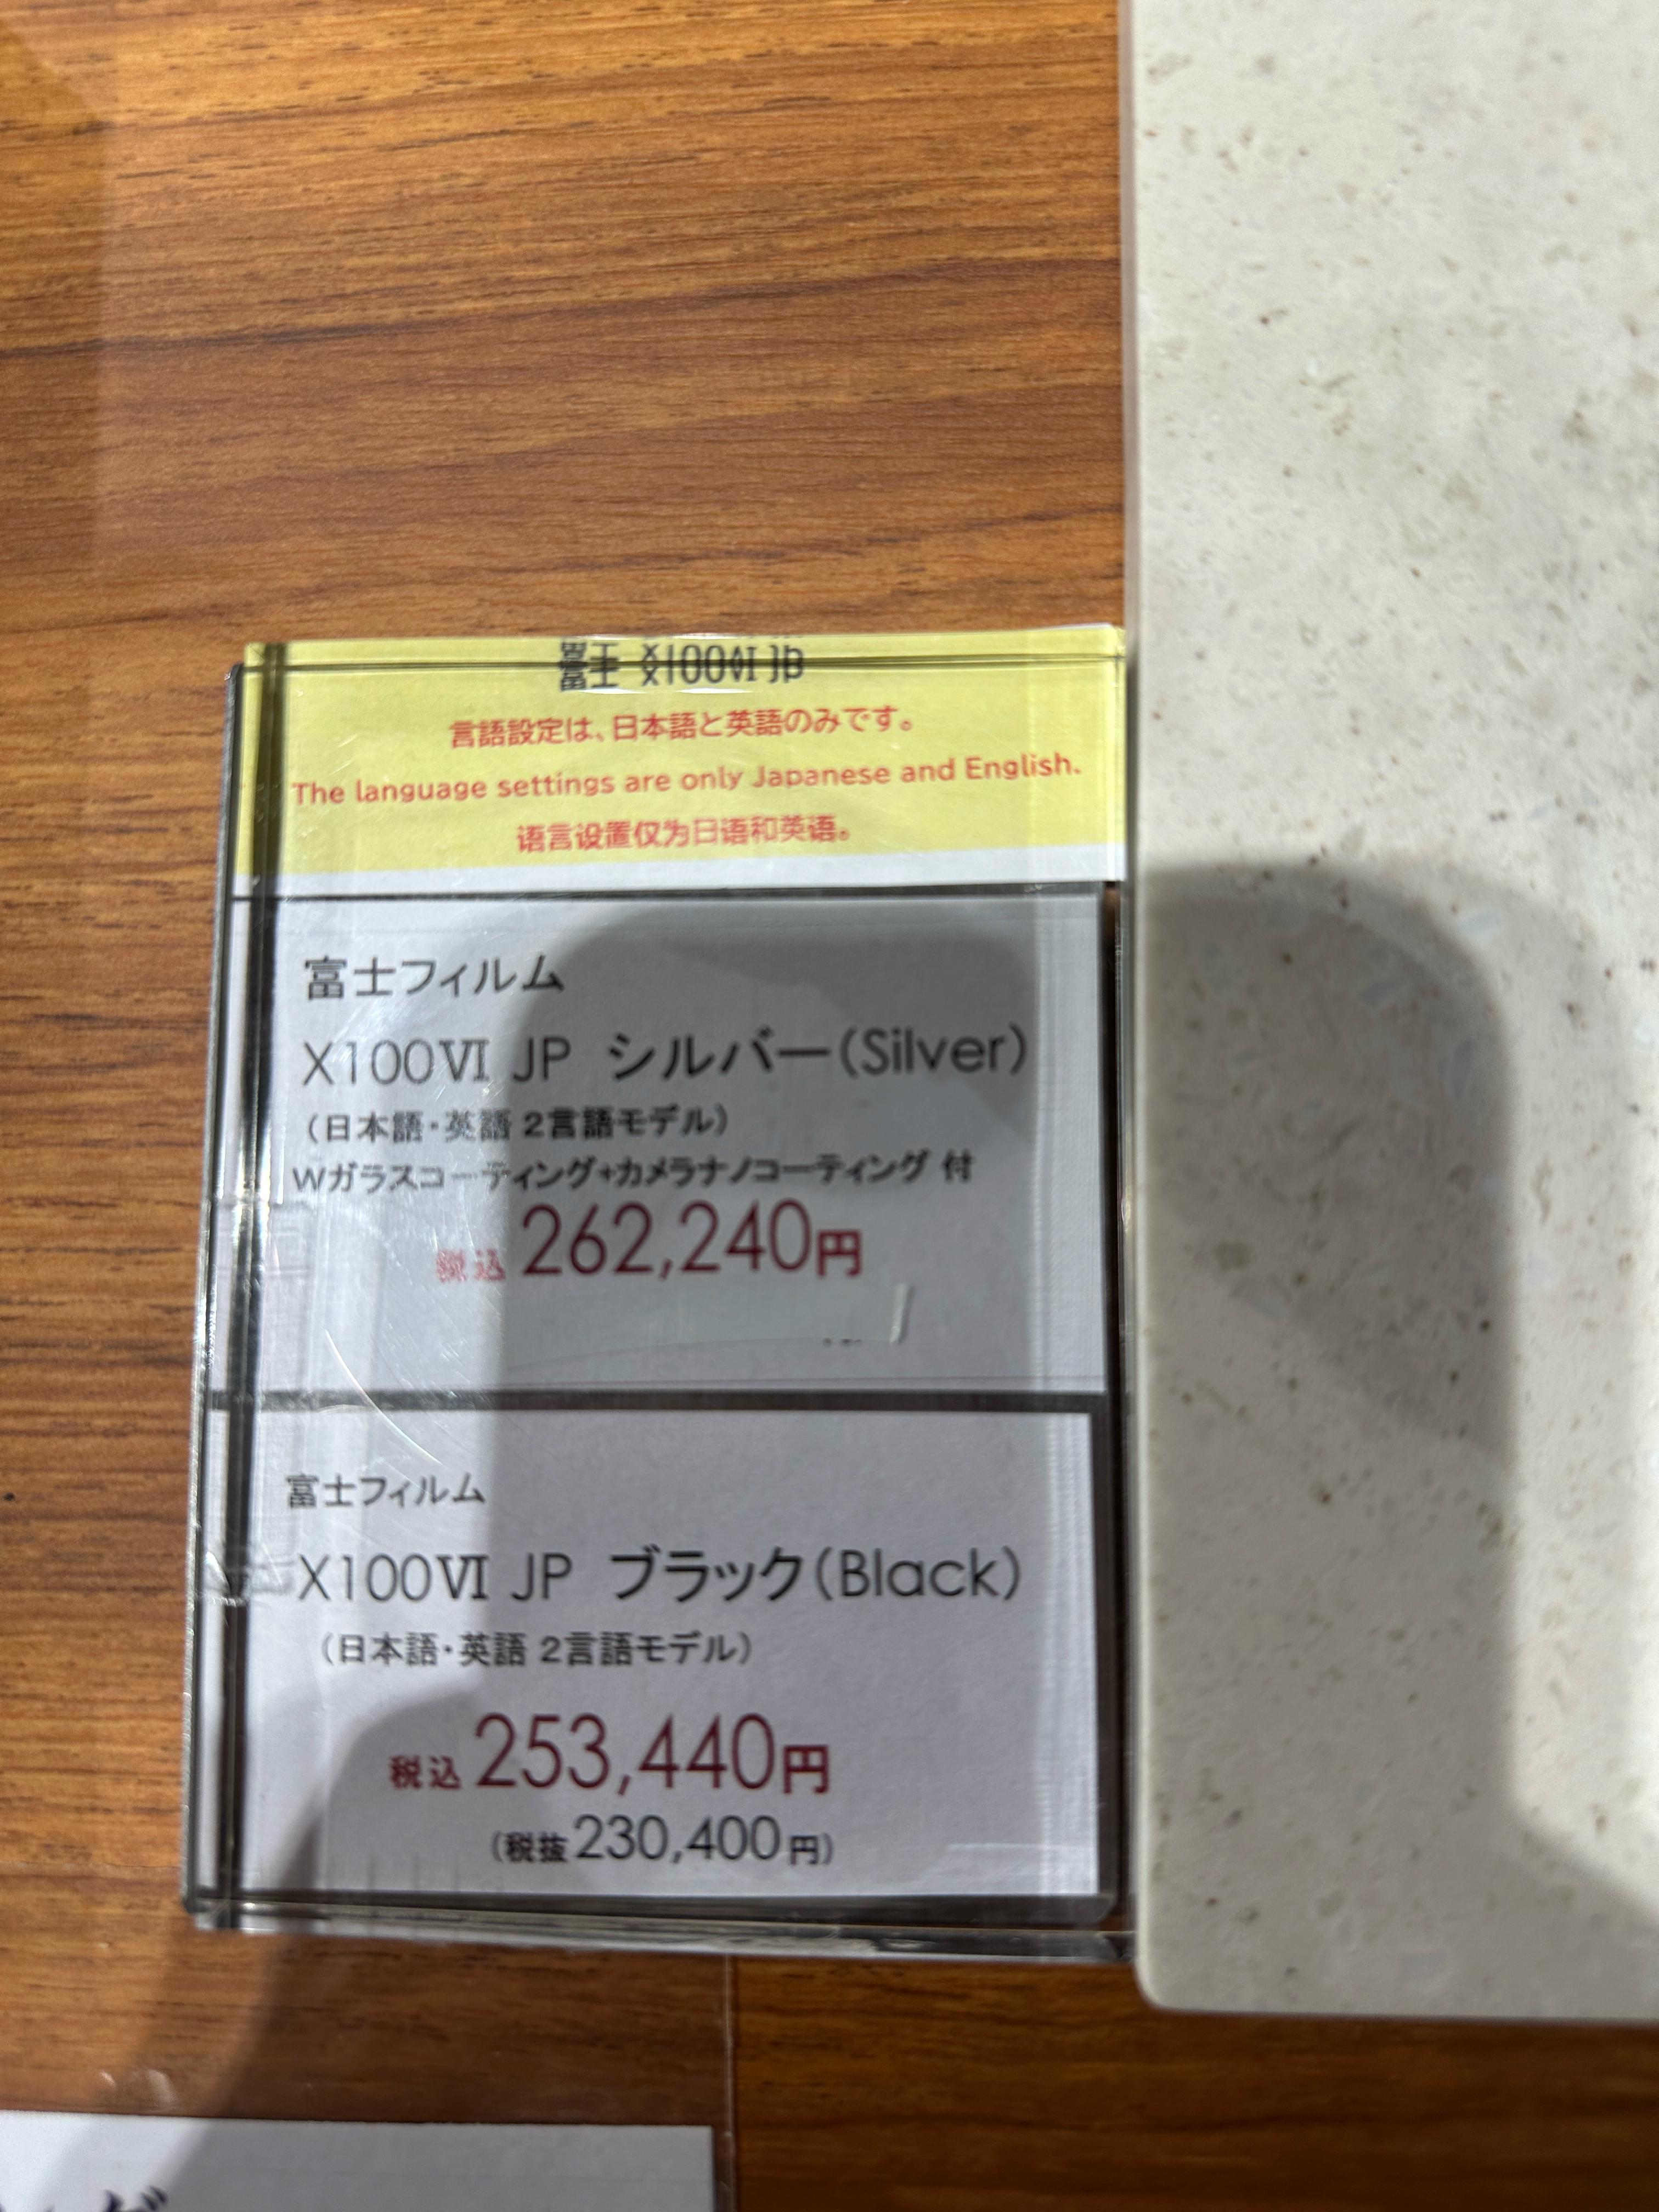 富士 X100Ⅵ JP
言語設定は、日本語と英語のみです。
The language settings are only Japanese and English.
语言设置仅为日语和英语。
富士フィルム
X100Ⅵ JP シルバー(Silver)
(日本語・英語 2言語モデル)
Wガラスコーティング+カメラナノコーティング 付
税込 262,240円
富士フィルム
X100Ⅵ JP ブラック(Black)
(日本語・英語 2言語モデル)
税込 253,440円
(税抜 230,400円)